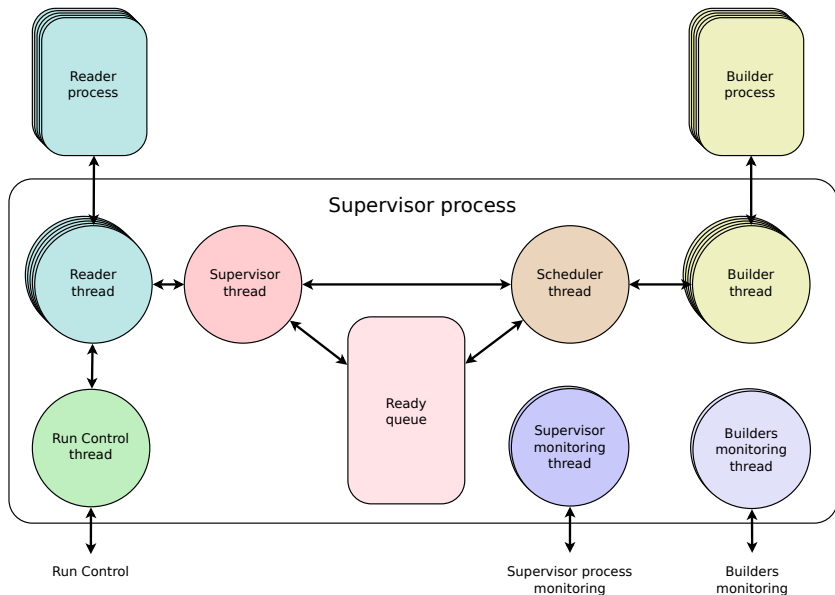 Reader
process
Builder
process
Supervisor process
Reader
thread
Supervisor
thread
Scheduler
thread
Builder
thread
Ready
queue
Run Control
thread
Supervisor
monitoring
thread
Builders
monitoring
thread
Run Control
Supervisor process
monitoring
Builders
monitoring